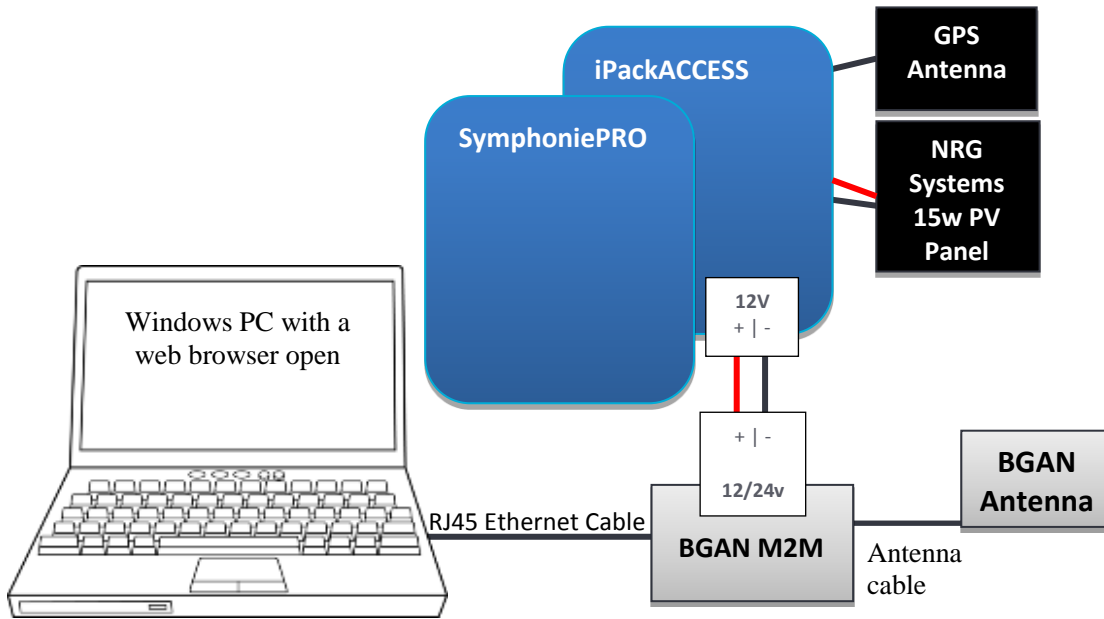 GPS
Antenna
iPackACCESS
SymphoniePRO
NRG
Systems
15w PV
Panel
12V
+ | -
Windows PC with a
web browser open
+ | -
12/24v
BGAN
Antenna
RJ45 Ethernet Cable
BGAN M2M
Antenna
cable